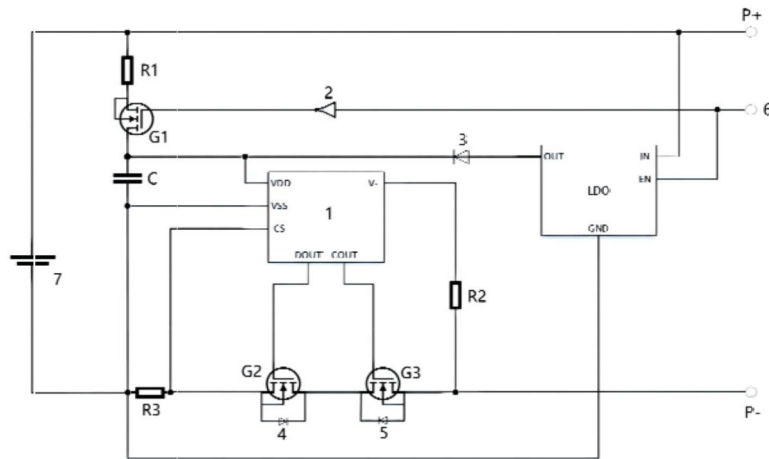 P+
R1
2
6
G1
3
OUT
IN
C
VDD
V-
EN
LDO
1
VSS
CS
GND
DOUT COUT
7
R2
G2
G3
R3
P-
4
5